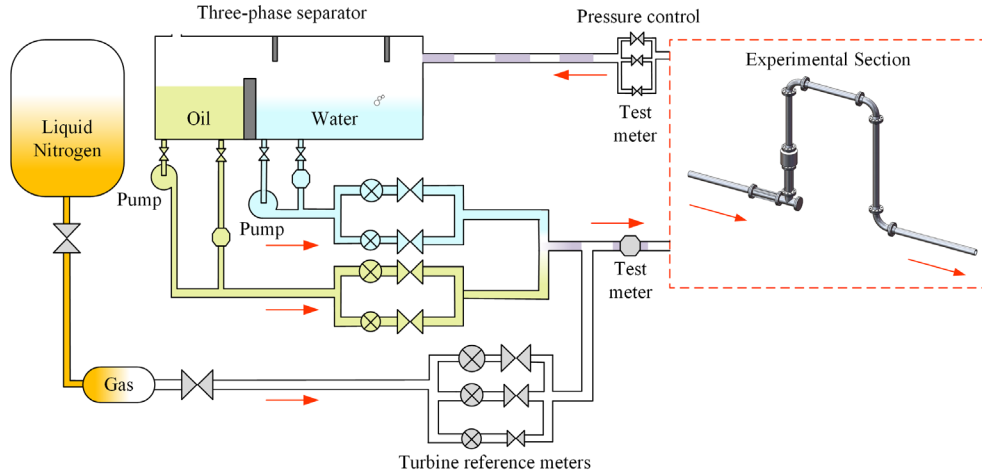 Three-phase separator
Pressure control
Experimental Section
Liquid
Nitrogen
Oil
Water
Test
meter
Pump
Pump
Test
meter
Gas
Turbine reference meters